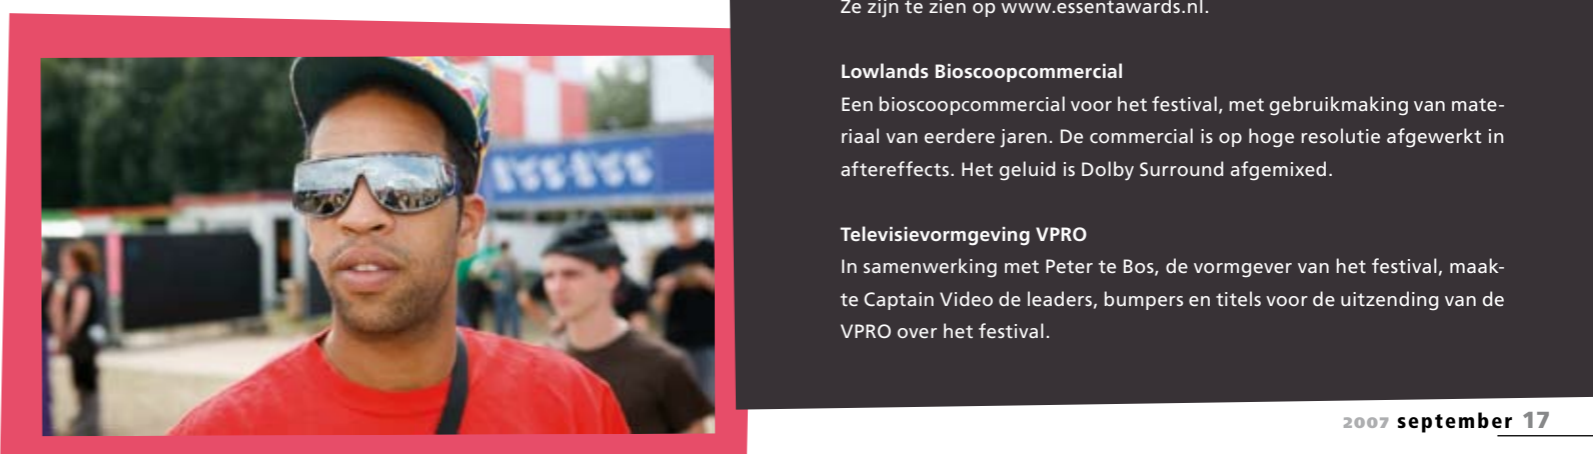 Ze zijn te zien op www.essentawards.nl.
Lowlands Bioscoopcommercial
Een bioscoopcommercial voor het festival, met gebruikmaking van mate-
riaal van eerdere jaren. De commercial is op hoge resolutie afgewerkt in
aftereffects. Het geluid is Dolby Surround afgemixed.
Televisievormgeving VPRO
In samenwerking met Peter te Bos, de vormgever van het festival, maak-
te Captain Video de leaders, bumpers en titels voor de uitzending van de
VPRO over het festival.
2007 september 17